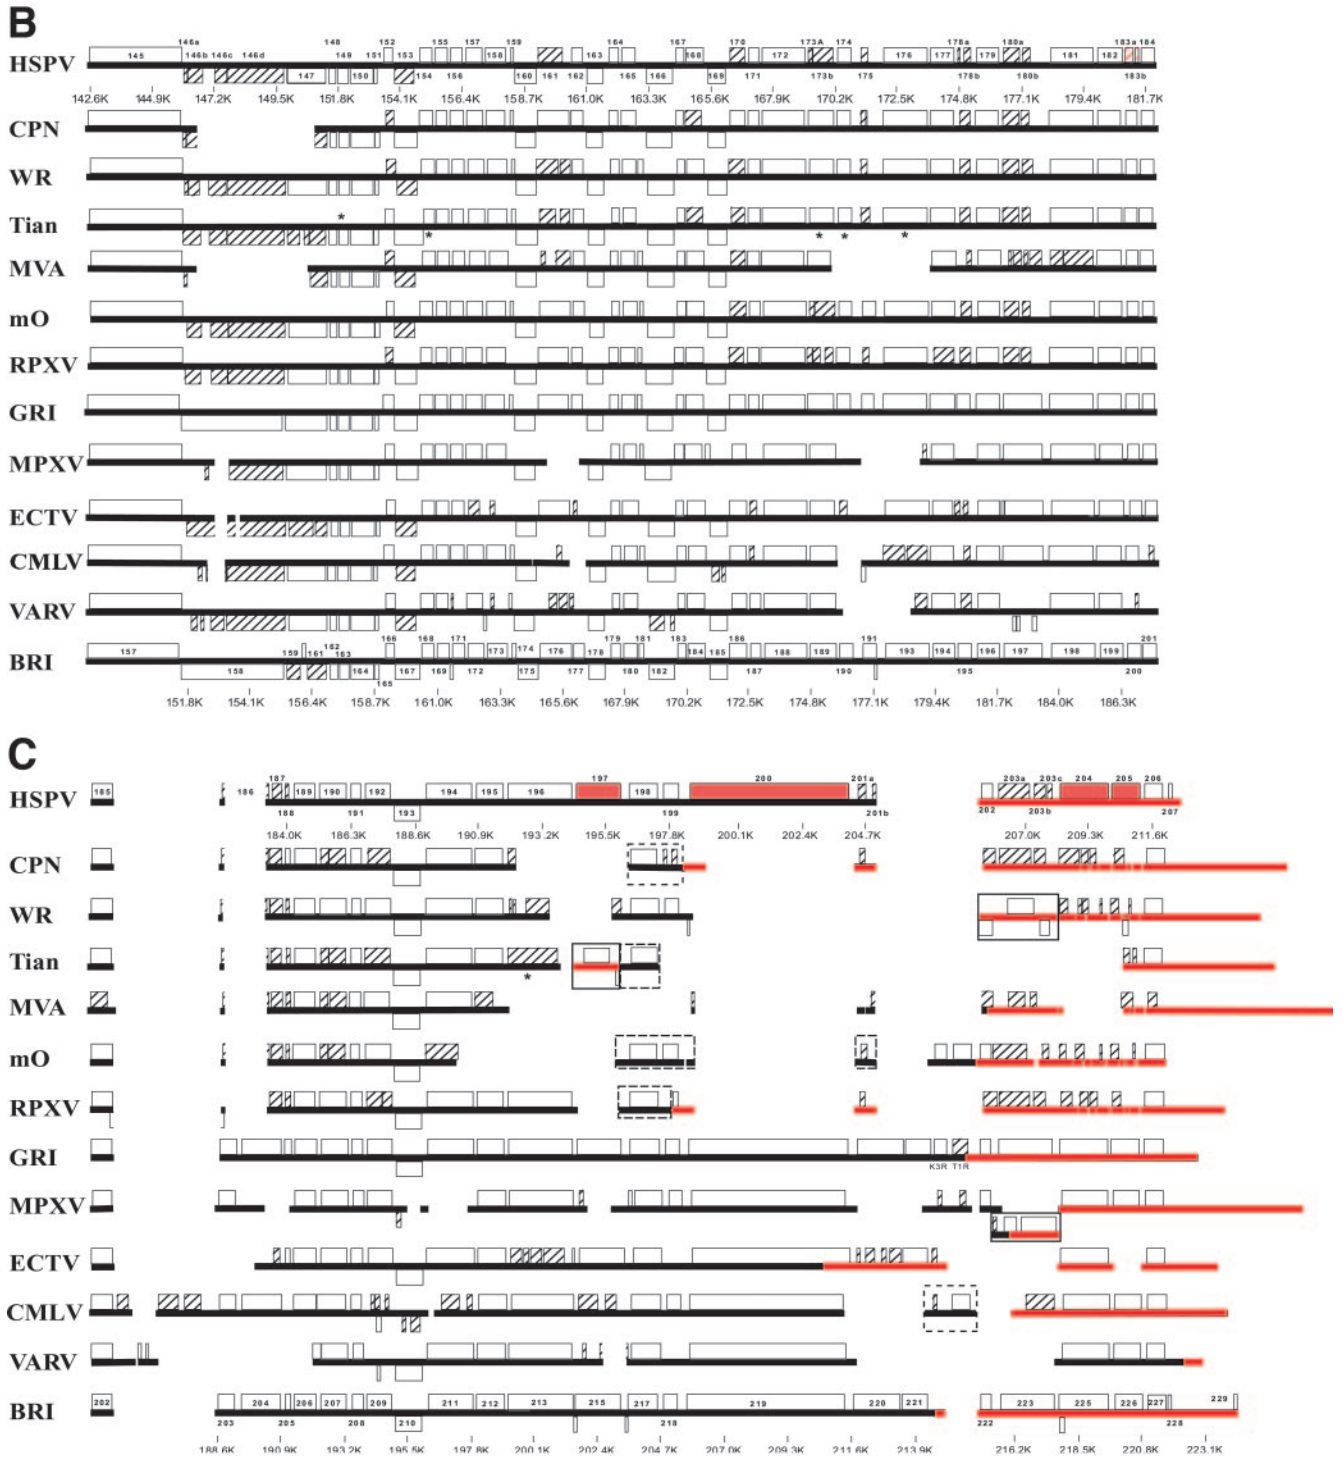 B
146a 148 151 152 155 157 159 164 167 170 173A 174 178a 180a 183a 184
HSPV 145 146b 146c 146d 149 153 158 163 168 172 176 177 179 181 182
147 150 154 156 160 161 162 165 166 169 171 173b 175 178b 180b 183b
142.6K 144.9K 147.2K 149.5K 151.8K 154.1K 156.4K 158.7K 161.0K 163.3K 165.6K 167.9K 170.2K 172.5K 174.8K 177.1K 179.4K 181.7K
CPN
WR
Tian * * * * *
MVA
mO
RPXV
GRI
MPXV
ECTV
CMLV
VARV
162 166 168 171 174 179 181 183 186 191 201
BRI 157 159 161 163 173 176 184 185 188 189 193 194 196 197 198 199
158 164 165 167 169 172 175 177 178 180 182 187 190 195 200
151.8K 154.1K 156.4K 158.7K 161.0K 163.3K 165.6K 167.9K 170.2K 172.5K 174.8K 177.1K 179.4K 181.7K 184.0K 186.3K
C
187 197 200 201a 203a 203c 204 205 206
HSPV 185 186 189 190 192 194 195 196 198
188 191 193 199 201b 202 203b 207
184.0K 186.3K 188.6K 190.9K 193.2K 195.5K 197.8K 200.1K 202.4K 204.7K 207.0K 209.3K 211.6K
CPN
WR
Tian *
MVA
mO
RPXV
GRI K3R T1R
MPXV
ECTV
CMLV
VARV
BRI 202 204 206 207 209 211 212 213 215 217 219 220 221 223 225 226 227 229
203 205 208 210 218 222 228
188.6K 190.9K 193.2K 195.5K 197.8K 200.1K 202.4K 204.7K 207.0K 209.3K 211.6K 213.9K 216.2K 218.5K 220.8K 223.1K